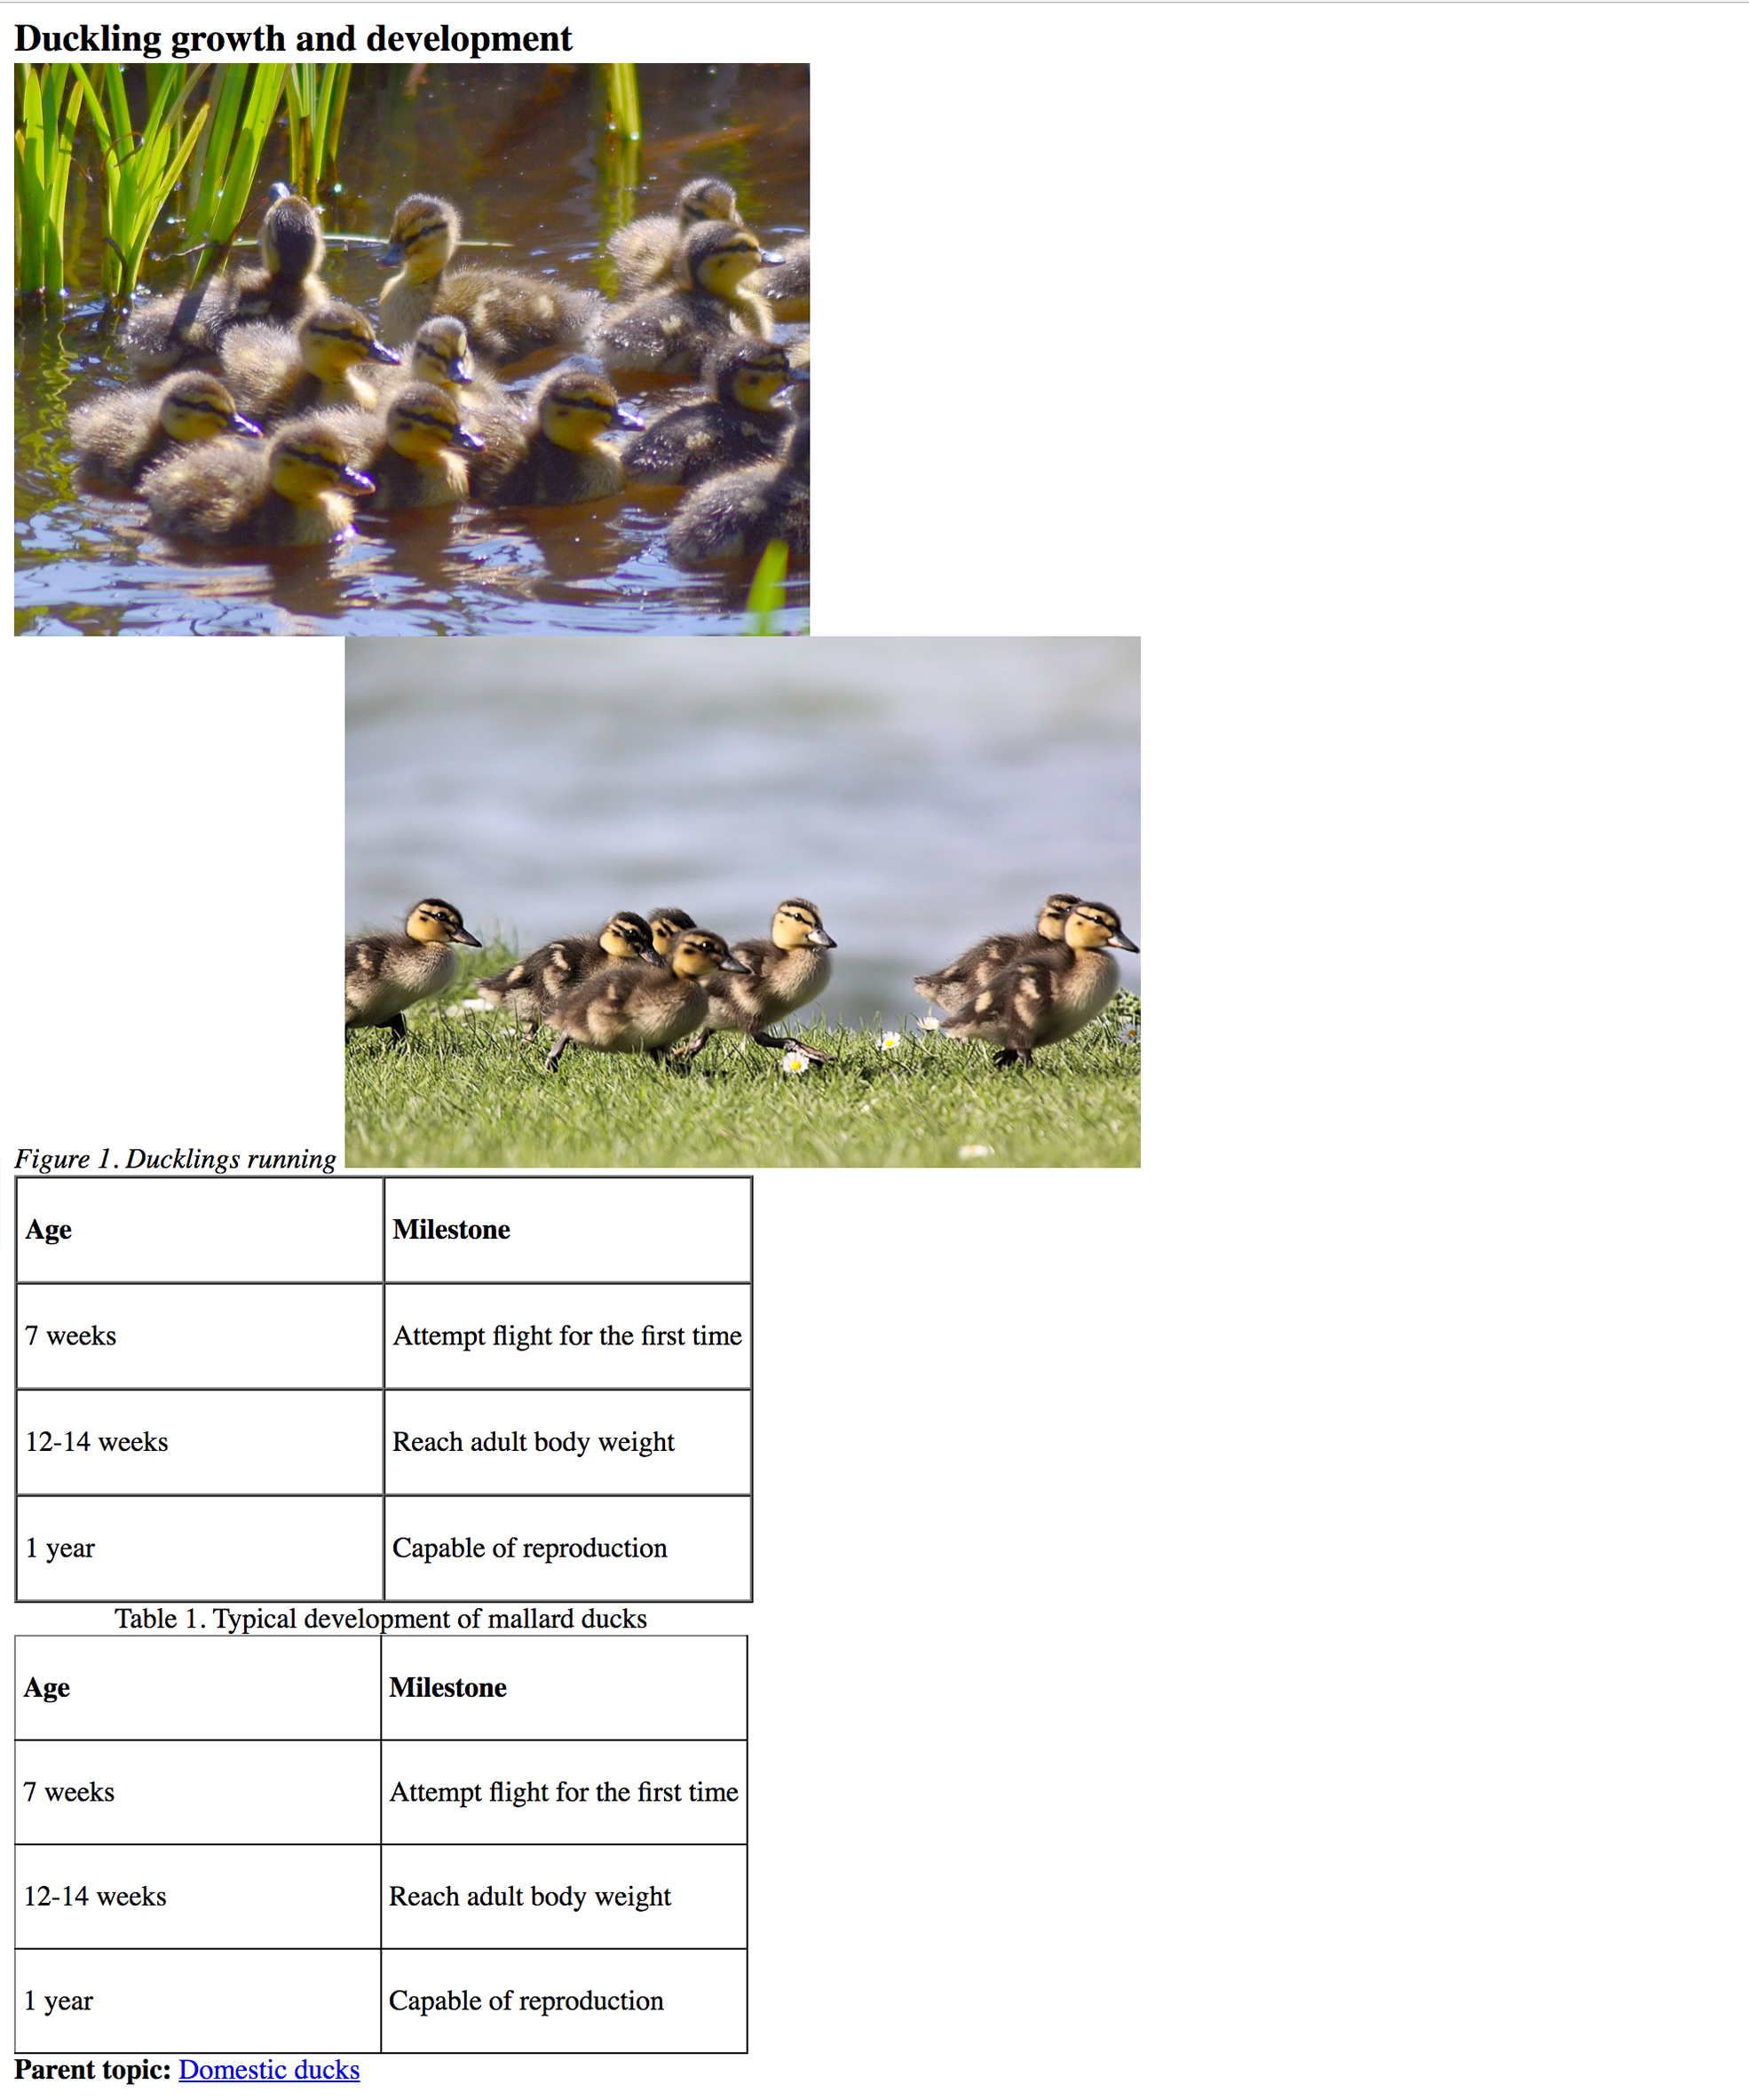 Duckling growth and development
Figure 1. Ducklings running
Age Milestone
7 weeks Attempt flight for the first time
12-14 weeks Reach adult body weight
1 year Capable of reproduction
Table 1. Typical development of mallard ducks
Age Milestone
7 weeks Attempt flight for the first time
12-14 weeks Reach adult body weight
1 year Capable of reproduction
Parent topic: Domestic ducks